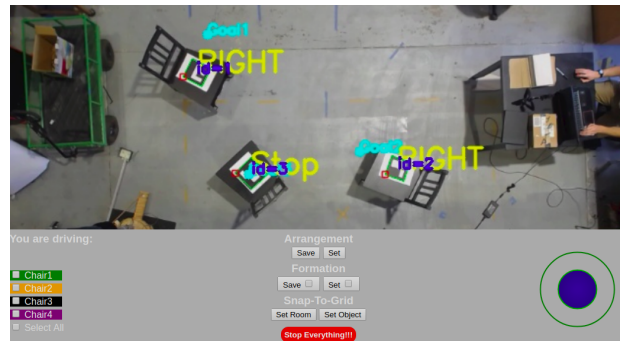 Goal1
RIGHT
id=1
Stop
id=3
RIGHT
id=2
You are driving:
Chair1
Chair2
Chair3
Chair4
Select All
Arrangement
Save Set
Formation
Save Set
Snap-To-Grid
Set Room Set Object
Stop Everything!!!